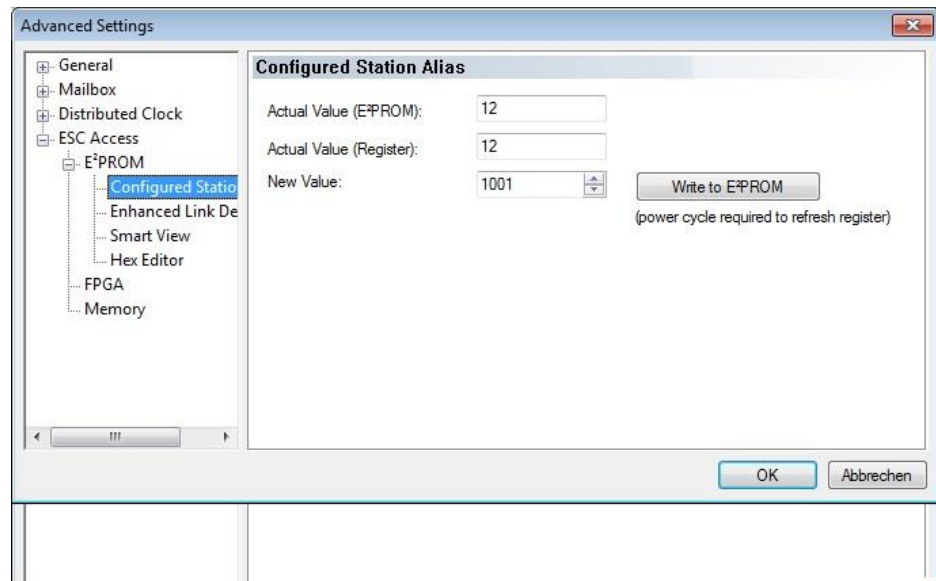 Advanced Settings
General
Mailbox
Distributed Clock
ESC Access
E²PROM
Configured Statio
Enhanced Link De
Smart View
Hex Editor
FPGA
Memory
Configured Station Alias
Actual Value (E²PROM): 12
Actual Value (Register): 12
New Value: 1001 Write to E²PROM
(power cycle required to refresh register)
OK Abbrechen